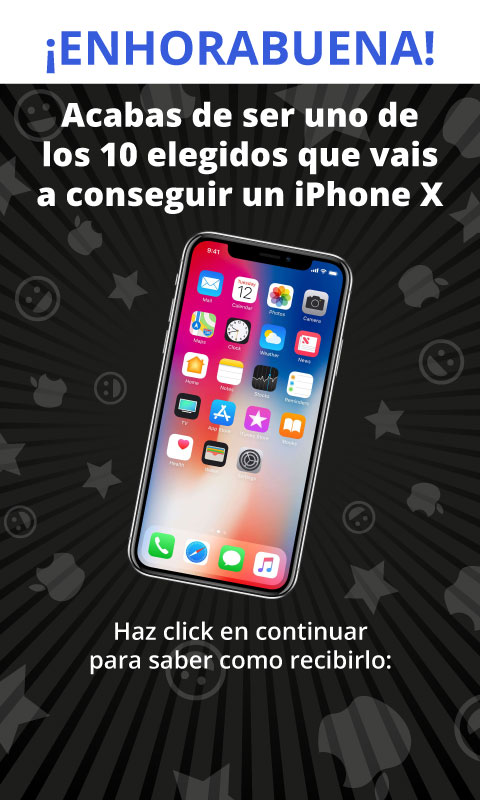 ¡ENHORABUENA!
Acabas de ser uno de
los 10 elegidos que vais
a conseguir un iPhone X
9:41
Tuesday
12
Mail
Calendar
Photos
Camera
Maps
Clock
Weather
News
Home
Notes
Stocks
Reminders
TV
App Store
iTunes Store
iBooks
Health
Wallet
Settings
Haz click en continuar
para saber como recibirlo: